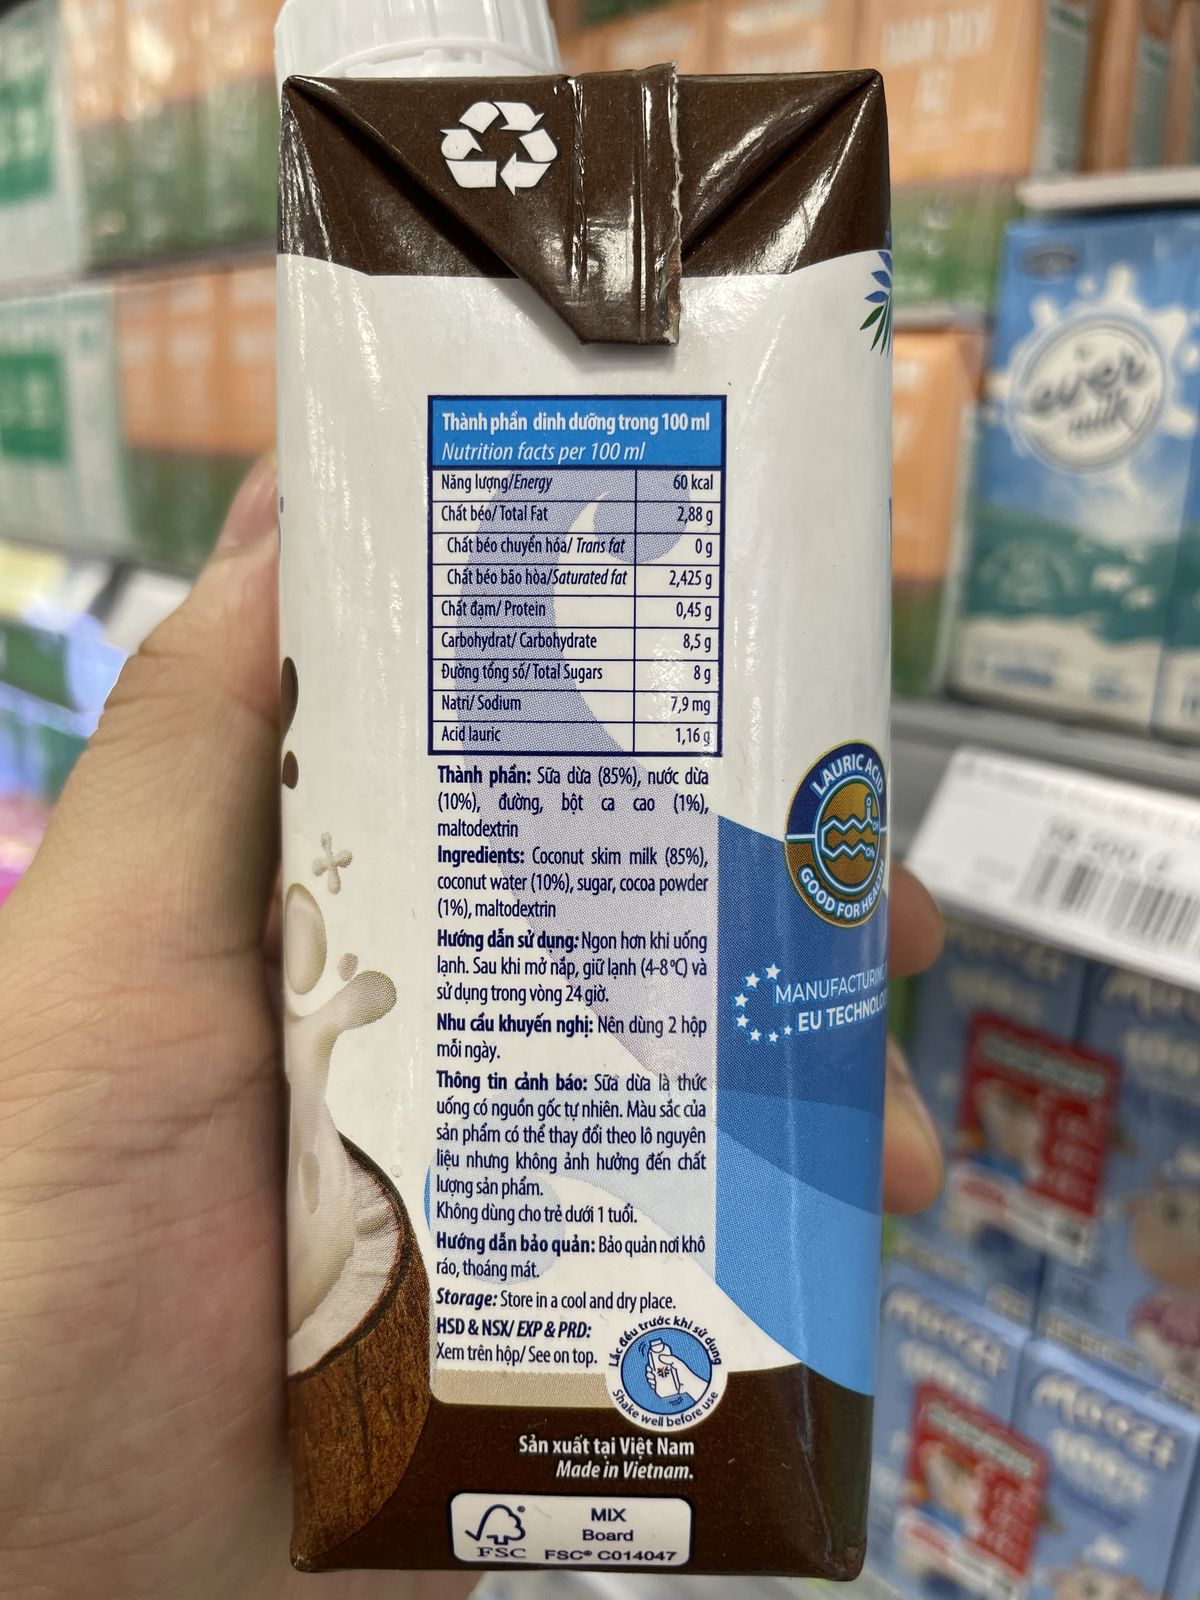 Thành phần dinh dưỡng trong 100 ml
Nutrition facts per 100 ml
Năng lượng/Energy 60 kcal
Chất béo/ Total Fat 2,88 g
Chất béo chuyển hóa/ Trans fat 0 g
Chất béo bão hòa/Saturated fat 2,425 g
Chất đạm/ Protein 0,45 g
Carbohydrat/ Carbohydrate 8,5 g
Đường tổng số/ Total Sugars 8 g
Natri/ Sodium 7,9 mg
Acid lauric 1,16 g
Thành phần: Sữa dừa (85%), nước dừa
(10%), đường, bột ca cao (1%),
maltodextrin
Ingredients: Coconut skim milk (85%),
coconut water (10%), sugar, cocoa powder
(1%), maltodextrin
Hướng dẫn sử dụng: Ngon hơn khi uống
lạnh. Sau khi mở nắp, giữ lạnh (4-8°C) và
sử dụng trong vòng 24 giờ.
Nhu cầu khuyến nghị: Nên dùng 2 hộp
mỗi ngày.
Thông tin cảnh báo: Sữa dừa là thức
uống có nguồn gốc tự nhiên. Màu sắc của
sản phẩm có thể thay đổi theo lô nguyên
liệu nhưng không ảnh hưởng đến chất
lượng sản phẩm.
Không dùng cho trẻ dưới 1 tuổi.
Hướng dẫn bảo quản: Bảo quản nơi khô
ráo, thoáng mát.
Storage: Store in a cool and dry place.
HSD & NSX/ EXP & PRD:
Xem trên hộp/ See on top.
Lắc đều trước khi sử dụng
Shake well before use
Sản xuất tại Việt Nam
Made in Vietnam.
FSC
MIX
Board
FSC® C014047
LAURIC ACID
GOOD FOR HEALTH
MANUFACTURING
EU TECHNOLO
ever
milk
Moozi
Moozi